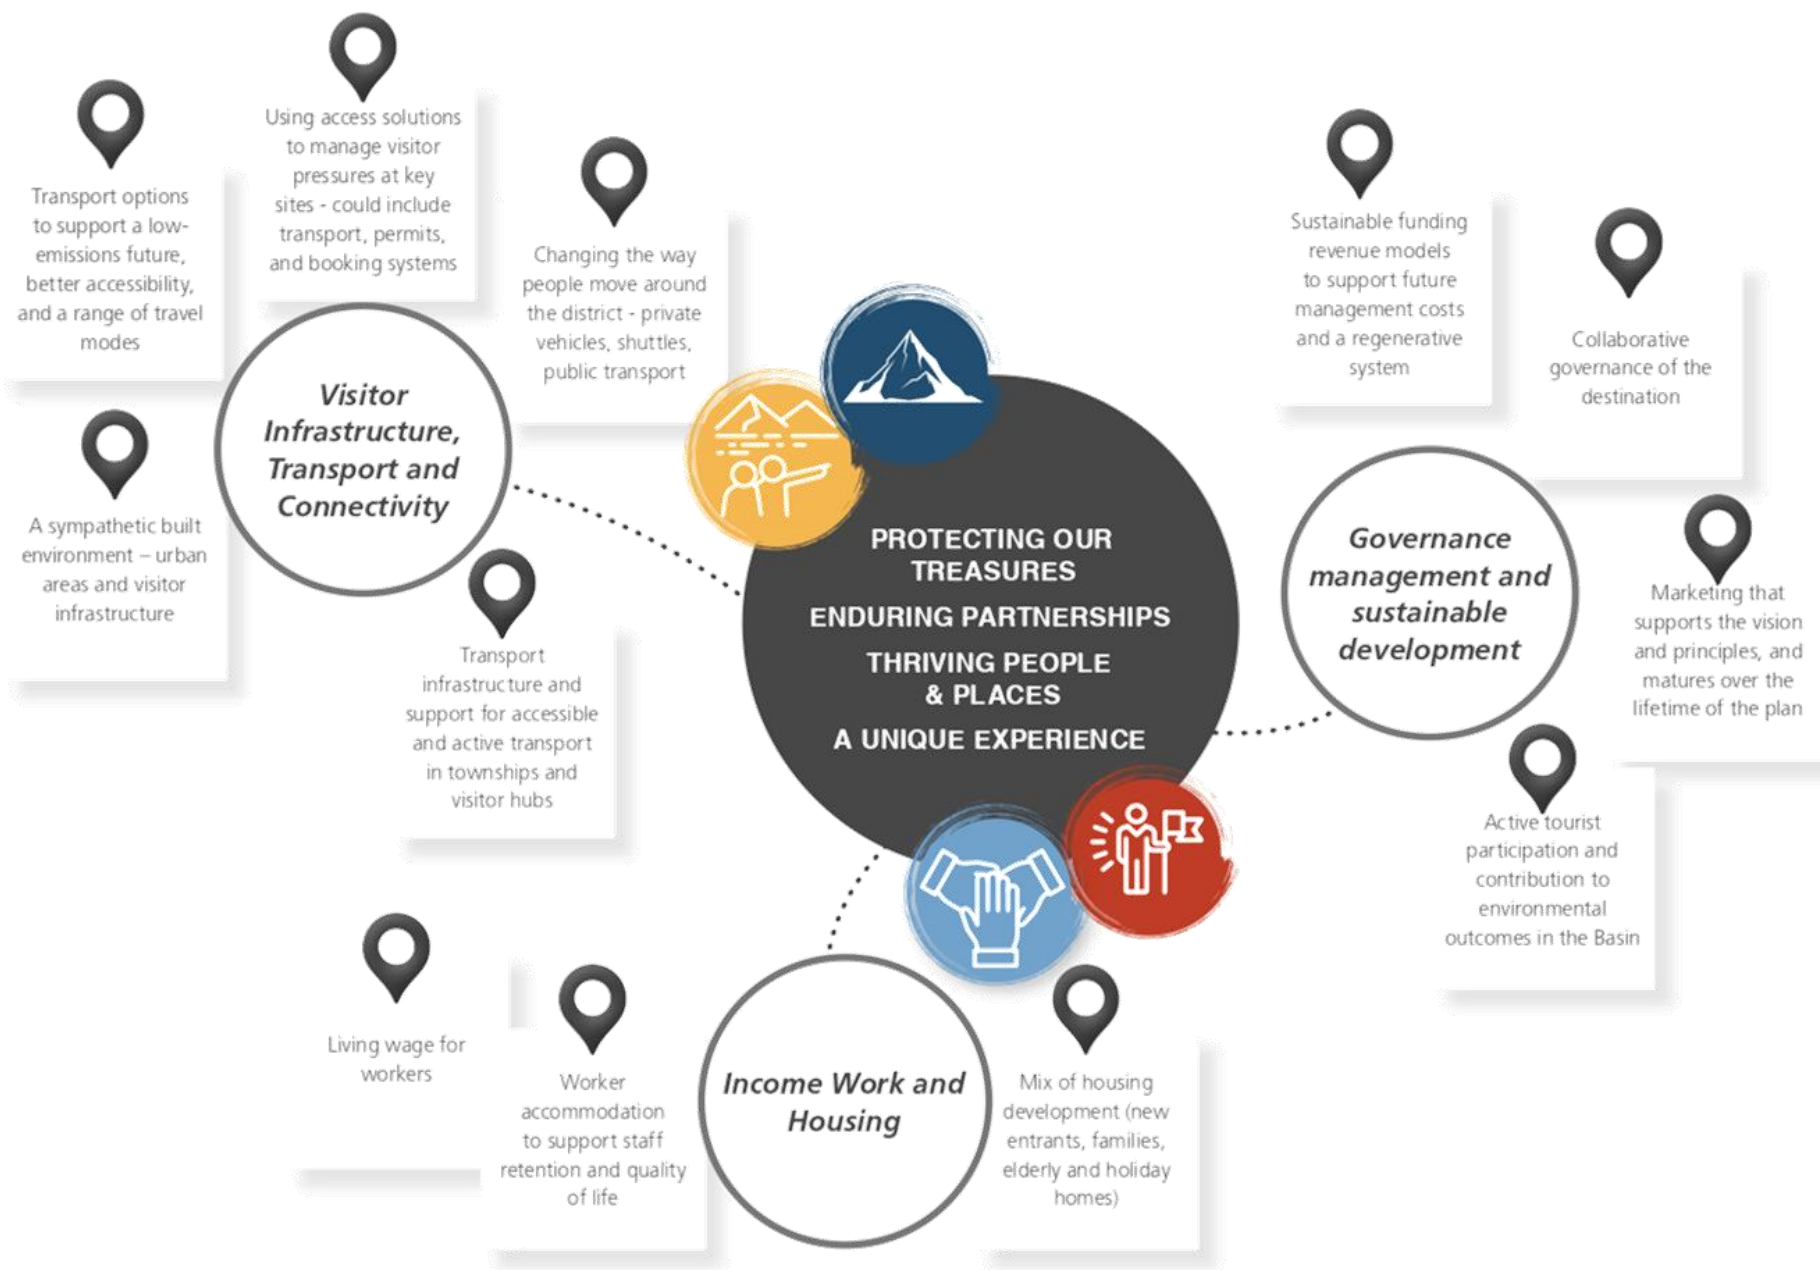 Transport options
to support a low-
emissions future,
better accessibility,
and a range of travel
modes
Using access solutions
to manage visitor
pressures at key
sites - could include
transport, permits,
and booking systems
Changing the way
people move around
the district - private
vehicles, shuttles,
public transport
Visitor
Infrastructure,
Transport and
Connectivity
A sympathetic built
environment – urban
areas and visitor
infrastructure
Transport
infrastructure and
support for accessible
and active transport
in townships and
visitor hubs
PROTECTING OUR
TREASURES
ENDURING PARTNERSHIPS
THRIVING PEOPLE
& PLACES
A UNIQUE EXPERIENCE
Sustainable funding
revenue models
to support future
management costs
and a regenerative
system
Collaborative
governance of the
destination
Governance
management and
sustainable
development
Marketing that
supports the vision
and principles, and
matures over the
lifetime of the plan
Active tourist
participation and
contribution to
environmental
outcomes in the Basin
Living wage for
workers
Worker
accommodation
to support staff
retention and quality
of life
Income Work and
Housing
Mix of housing
development (new
entrants, families,
elderly and holiday
homes)